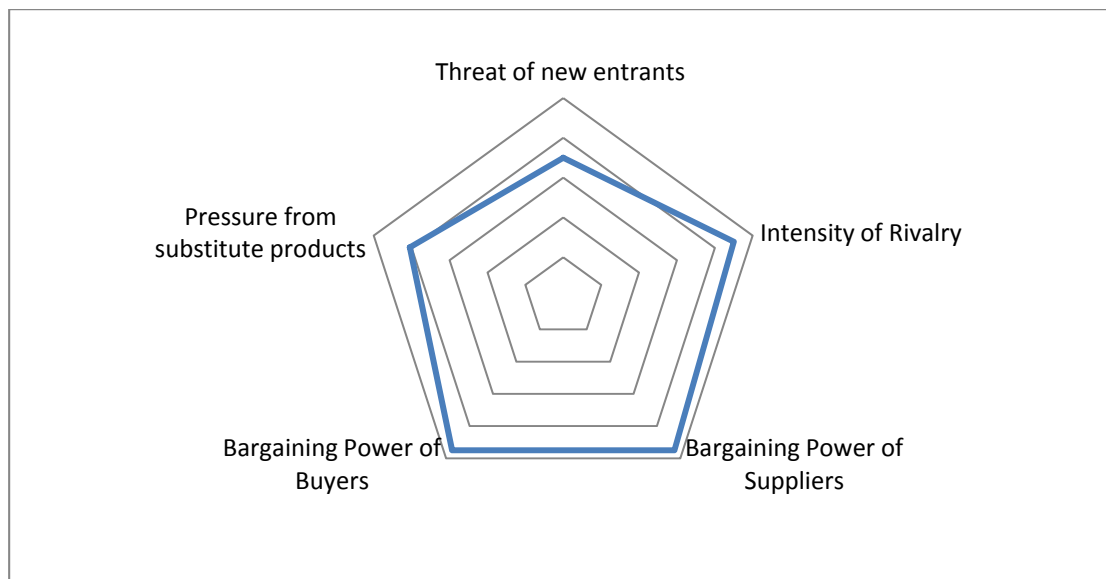 Threat of new entrants
Intensity of Rivalry
Bargaining Power of
Suppliers
Bargaining Power of
Buyers
Pressure from
substitute products